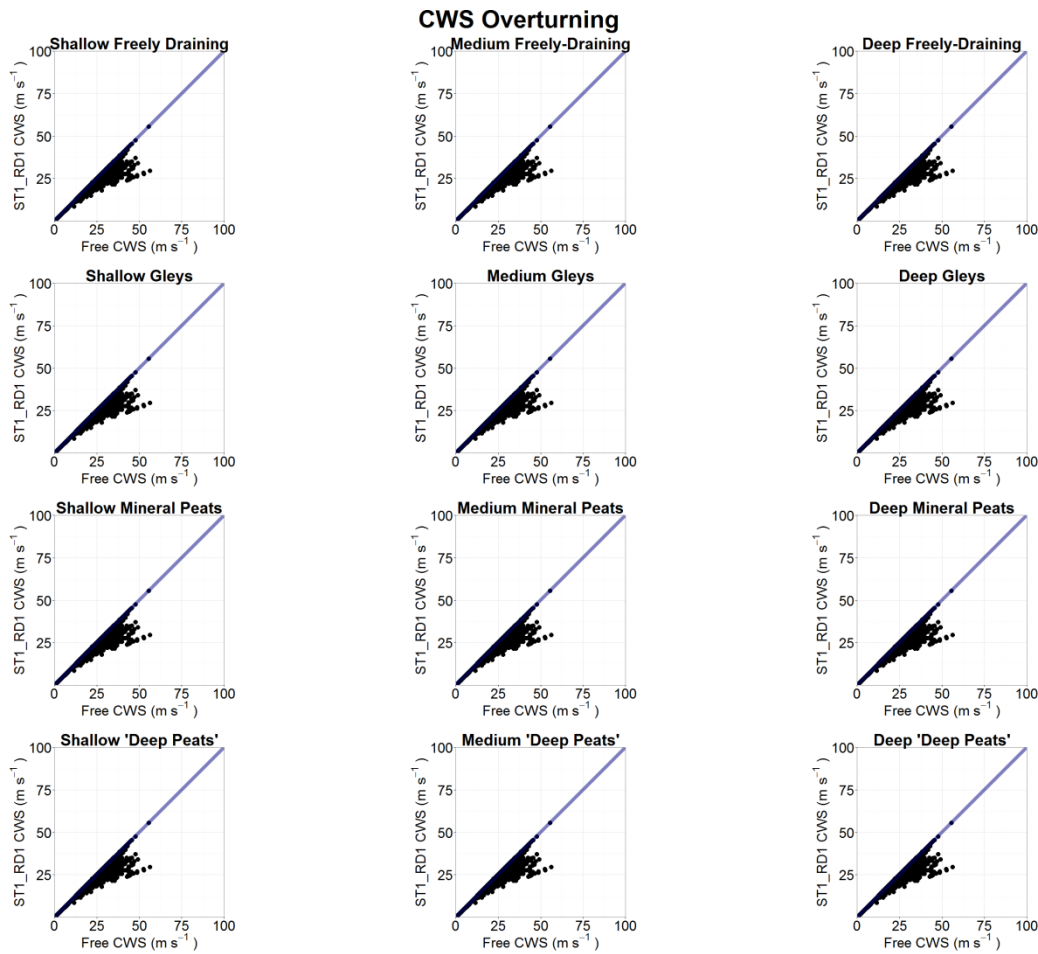 CWS Overturning
Shallow Freely Draining
100
75
50
25
0 25 50 75 100
ST1_RD1 CWS (m s⁻¹ )
Free CWS (m s⁻¹ )
Medium Freely-Draining
100
75
50
25
0 25 50 75 100
ST1_RD1 CWS (m s⁻¹ )
Free CWS (m s⁻¹ )
Deep Freely-Draining
100
75
50
25
0 25 50 75 100
ST1_RD1 CWS (m s⁻¹ )
Free CWS (m s⁻¹ )
Shallow Gleys
100
75
50
25
0 25 50 75 100
ST1_RD1 CWS (m s⁻¹ )
Free CWS (m s⁻¹ )
Medium Gleys
100
75
50
25
0 25 50 75 100
ST1_RD1 CWS (m s⁻¹ )
Free CWS (m s⁻¹ )
Deep Gleys
100
75
50
25
0 25 50 75 100
ST1_RD1 CWS (m s⁻¹ )
Free CWS (m s⁻¹ )
Shallow Mineral Peats
100
75
50
25
0 25 50 75 100
ST1_RD1 CWS (m s⁻¹ )
Free CWS (m s⁻¹ )
Medium Mineral Peats
100
75
50
25
0 25 50 75 100
ST1_RD1 CWS (m s⁻¹ )
Free CWS (m s⁻¹ )
Deep Mineral Peats
100
75
50
25
0 25 50 75 100
ST1_RD1 CWS (m s⁻¹ )
Free CWS (m s⁻¹ )
Shallow 'Deep Peats'
100
75
50
25
0 25 50 75 100
ST1_RD1 CWS (m s⁻¹ )
Free CWS (m s⁻¹ )
Medium 'Deep Peats'
100
75
50
25
0 25 50 75 100
ST1_RD1 CWS (m s⁻¹ )
Free CWS (m s⁻¹ )
Deep 'Deep Peats'
100
75
50
25
0 25 50 75 100
ST1_RD1 CWS (m s⁻¹ )
Free CWS (m s⁻¹ )